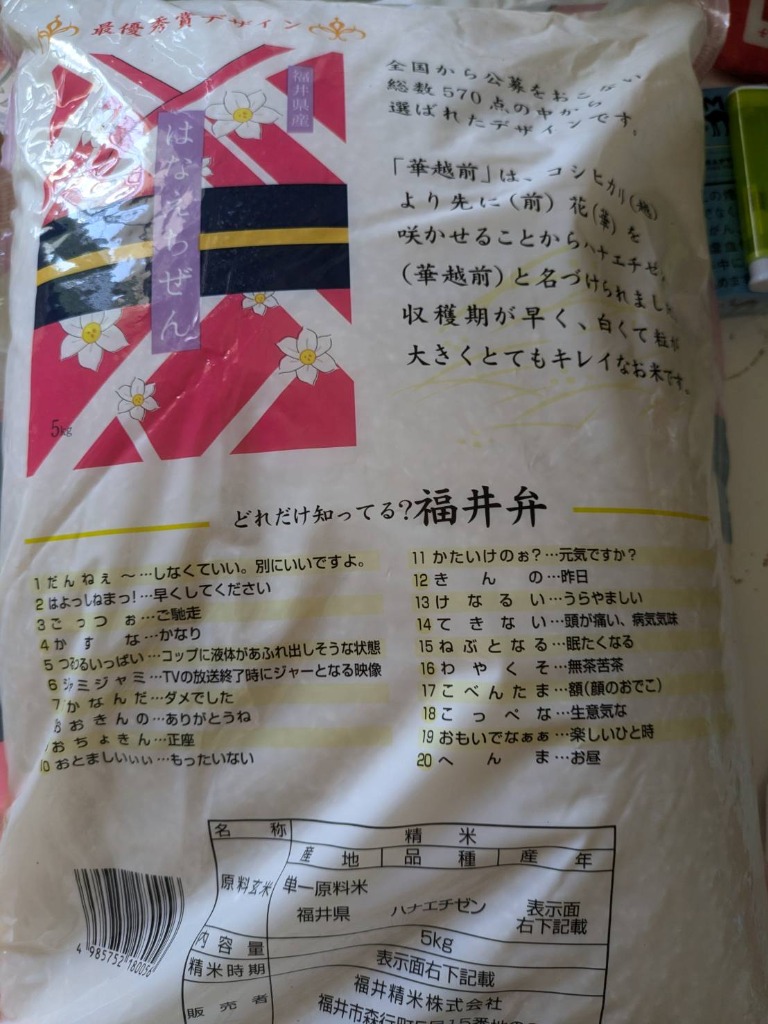 最優秀賞デザイン
福井県産
はなえちぜん
5kg
全国から公募をおこない
総数570点の中から
選ばれたデザインです。
「華越前」は、コシヒカリ(越)
より先に(前)花(華)を
咲かせることからハナエチゼン
(華越前)と名づけられました。
収穫期が早く、白くて粒が
大きくとてもキレイなお米です。
どれだけ知ってる?福井弁
1 だんねぇ 〜…しなくていい。別にいいですよ。
2 はよっしねまっ!…早くしてください
3 ごっつぉ…ご馳走
4 かすな…かなり
5 つるつるいっぱい…コップに液体があふれ出しそうな状態
6 ジャミジャミ…TVの放送終了時にジャーとなる映像
7 かなんだ…ダメでした
8 おおきんの…ありがとうね
9 おちょきん…正座
10 おとましいぃぃぃ…もったいない
11 かたいけのぉ?…元気ですか?
12 きんの…昨日
13 けなるい…うらやましい
14 てきない…頭が痛い、病気気味
15 ねぶとなる…眠たくなる
16 わやくそ…無茶苦茶
17 こべんたま…額(顔のおでこ)
18 こっぺな…生意気な
19 おもいでなぁぁ…楽しいひと時
20 へんま…お昼
名称 精米
原料玄米 産地 品種 産年
単一原料米
福井県 ハナエチゼン 表示面右下記載
内容量 5kg
精米時期 表示面右下記載
販売者 福井精米株式会社
福井市森行町5
4 985752 180056